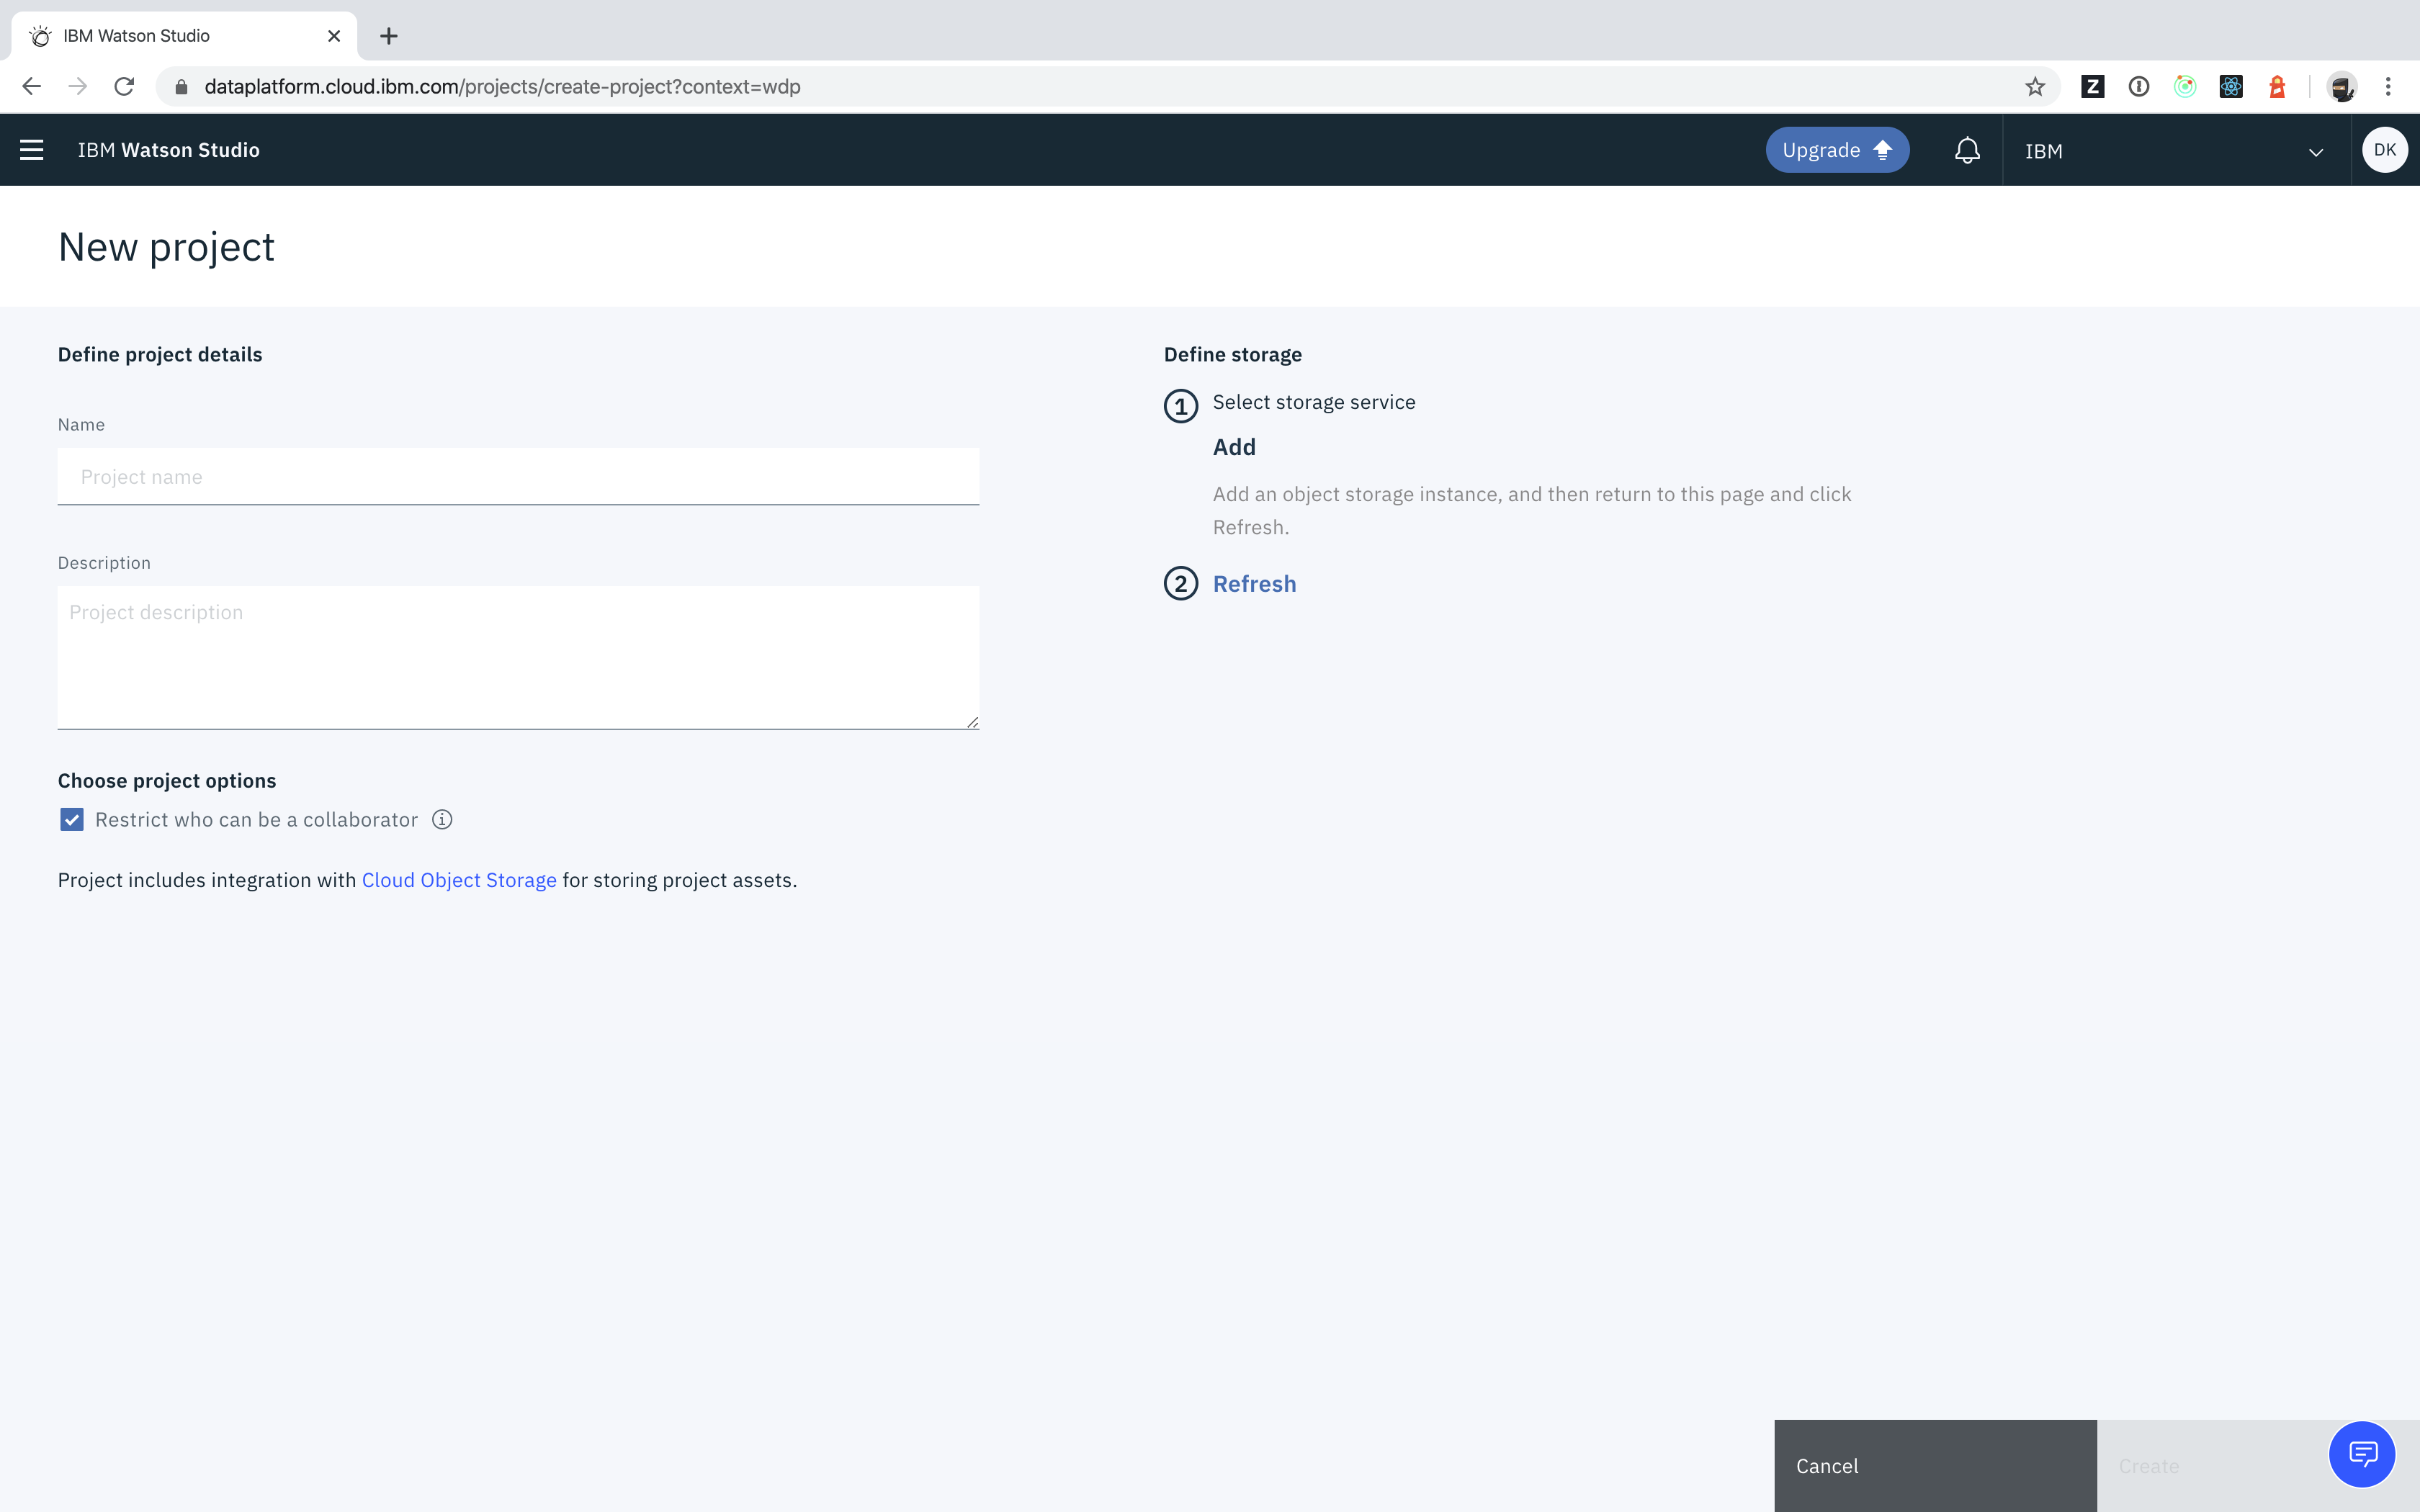 IBM Watson Studio
dataplatform.cloud.ibm.com/projects/create-project?context=wdp
IBM Watson Studio
Upgrade
IBM
DK
New project
Define project details
Name
Project name
Description
Project description
Choose project options
Restrict who can be a collaborator
Project includes integration with Cloud Object Storage for storing project assets.
Define storage
1 Select storage service
Add
Add an object storage instance, and then return to this page and click
Refresh.
2 Refresh
Cancel
Create